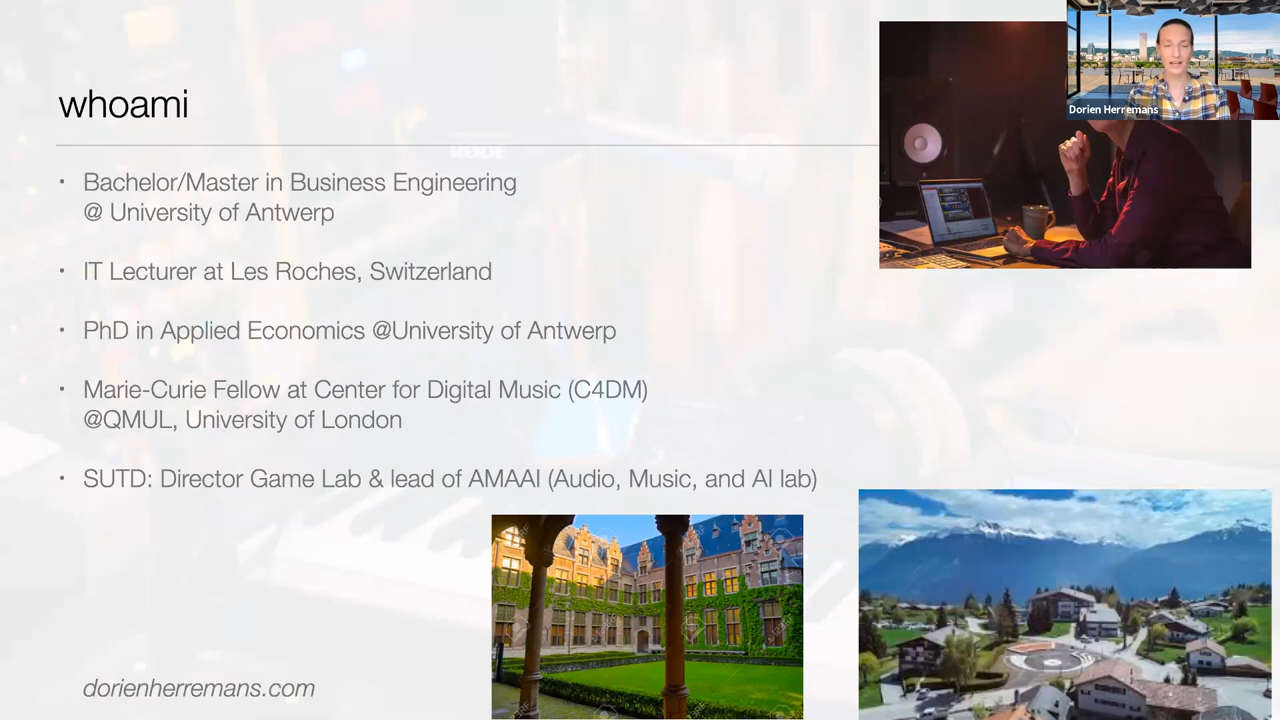 whoami
Dorien Herremans
RØDE
• Bachelor/Master in Business Engineering
@ University of Antwerp
• IT Lecturer at Les Roches, Switzerland
• PhD in Applied Economics @University of Antwerp
• Marie-Curie Fellow at Center for Digital Music (C4DM)
@QMUL, University of London
• SUTD: Director Game Lab & lead of AMAAI (Audio, Music, and AI lab)
dorienherremans.com